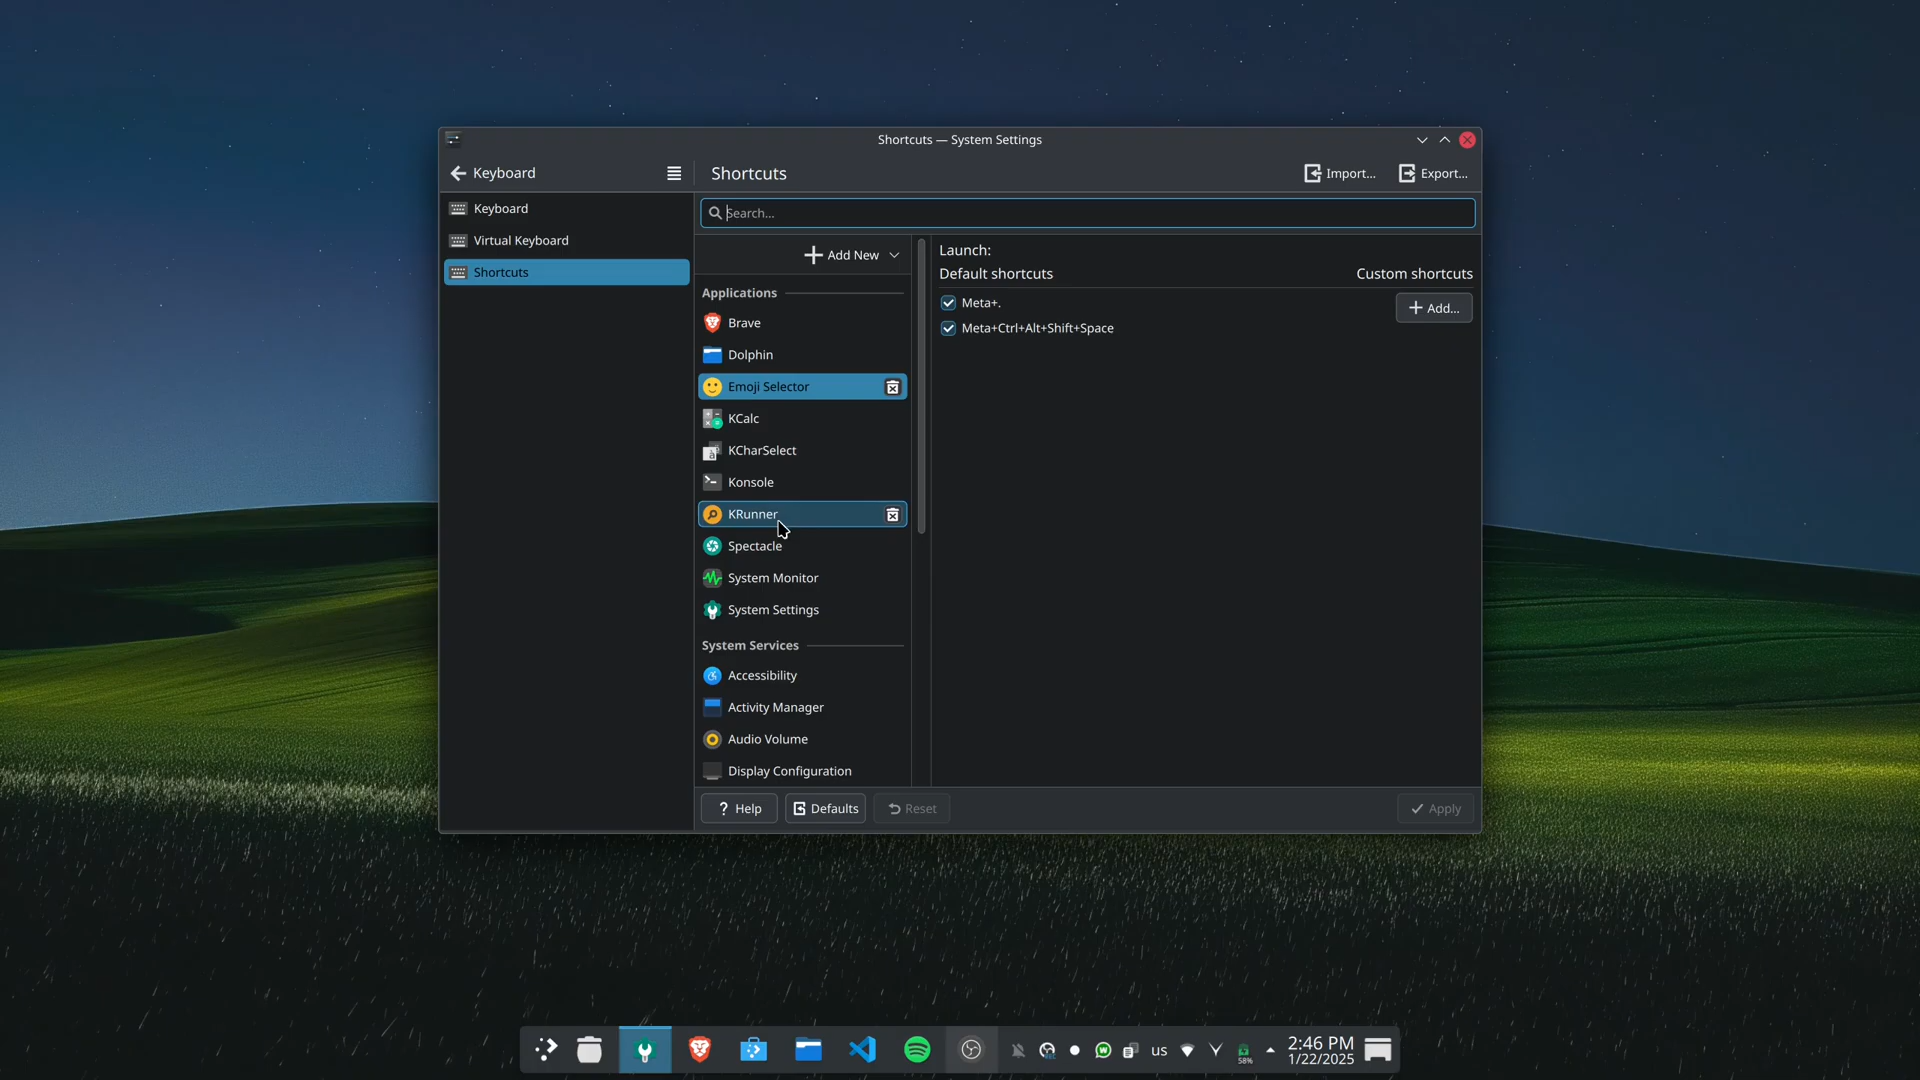 Shortcuts — System Settings
Keyboard
Shortcuts
Import...
Export...
Keyboard
Virtual Keyboard
Shortcuts
Search...
Add New
Applications
Brave
Dolphin
Emoji Selector
KCalc
KCharSelect
Konsole
KRunner
Spectacle
System Monitor
System Settings
System Services
Accessibility
Activity Manager
Audio Volume
Display Configuration
Launch:
Default shortcuts
Custom shortcuts
Meta+.
Add...
Meta+Ctrl+Alt+Shift+Space
? Help
Defaults
Reset
Apply
us
58%
2:46 PM
1/22/2025